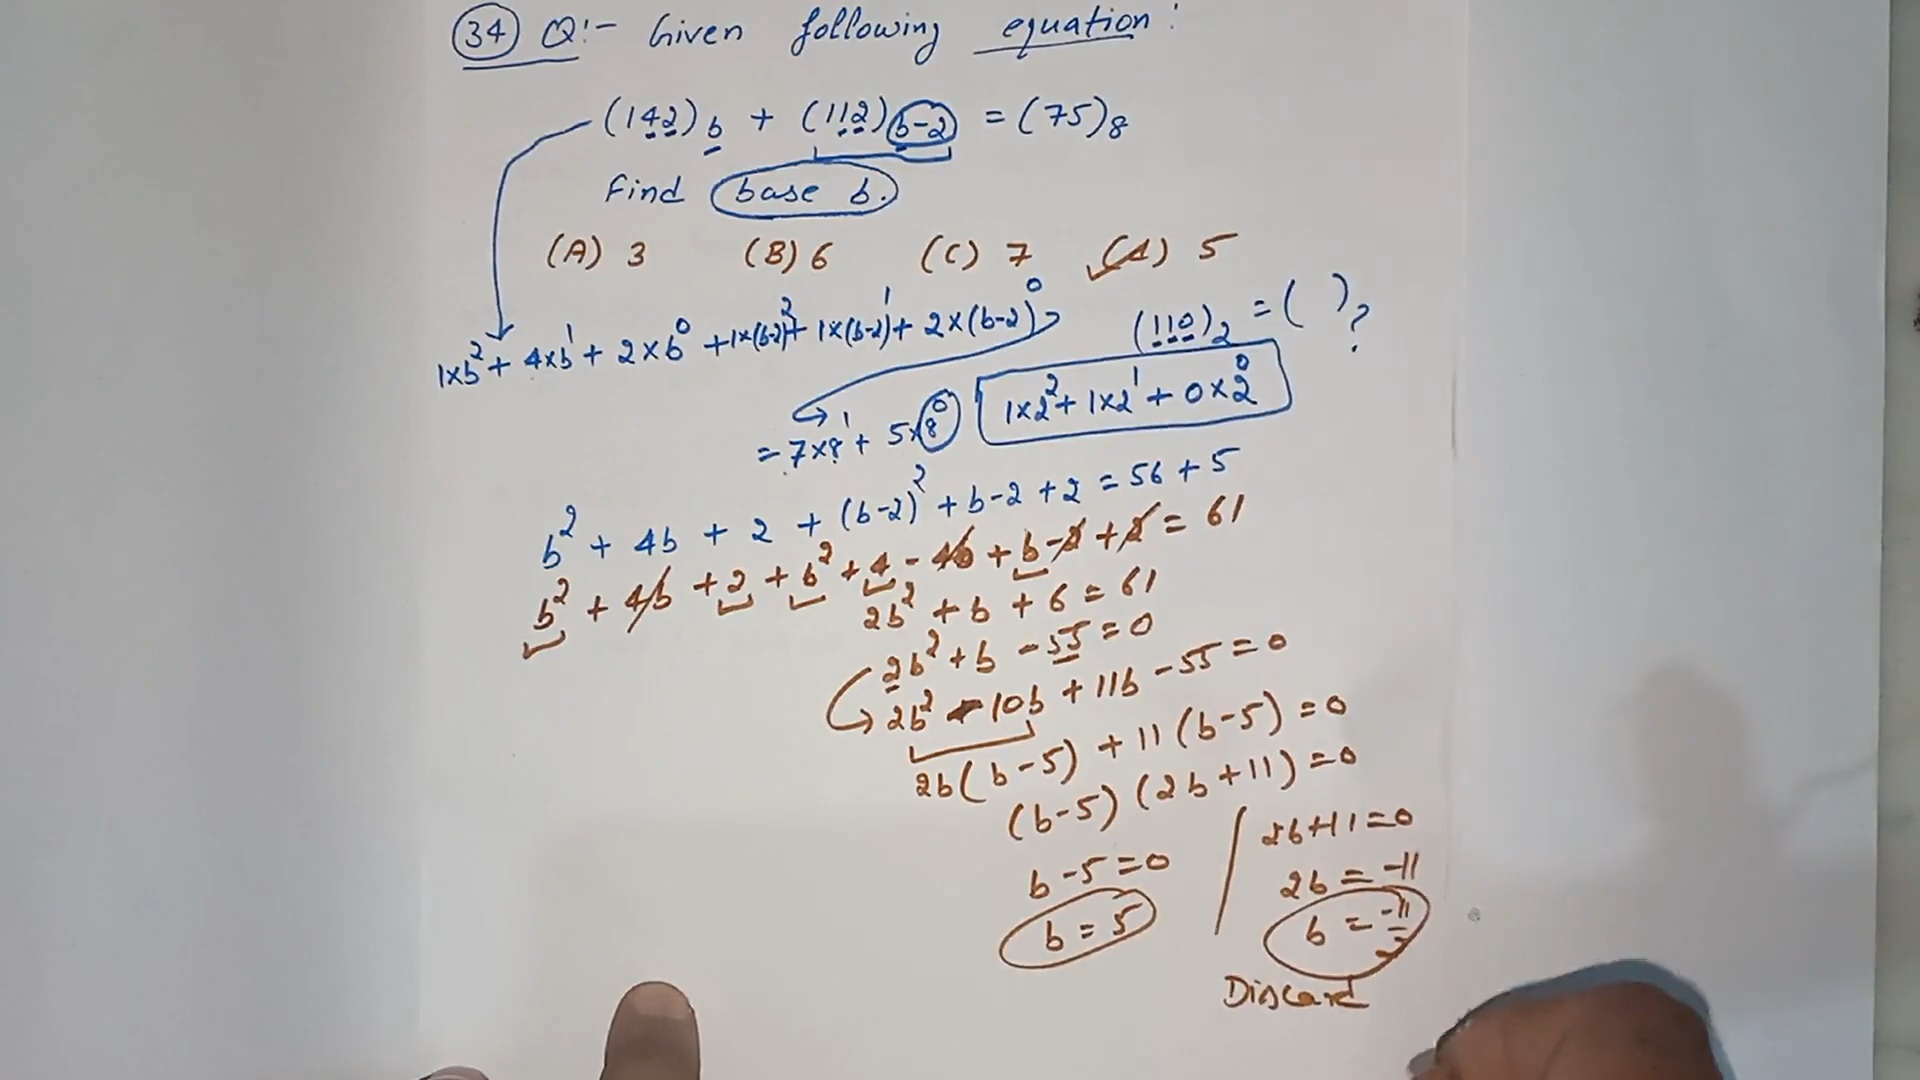 (34) Q:- Given following equation:
(142)b + (112)b-2 = (75)8
Find base b.
(A) 3 (B) 6 (C) 7 (d) 5
1×b² + 4×b¹ + 2×b⁰ + 1×(b-2)² + 1×(b-2)¹ + 2×(b-2)⁰
(110)2 = ( )?
= 7×8¹ + 5×8⁰
1×2² + 1×2¹ + 0×2⁰
b² + 4b + 2 + (b-2)² + b-2 + 2 = 56 + 5
b² + 4b + 2 + b² + 4 - 4b + b - 2 + 2 = 61
2b² + b + 6 = 61
2b² + b - 55 = 0
2b² - 10b + 11b - 55 = 0
2b(b-5) + 11(b-5) = 0
(b-5) (2b+11) = 0
b-5=0
b = 5
2b+11=0
2b = -11
b = -11/2
Discard